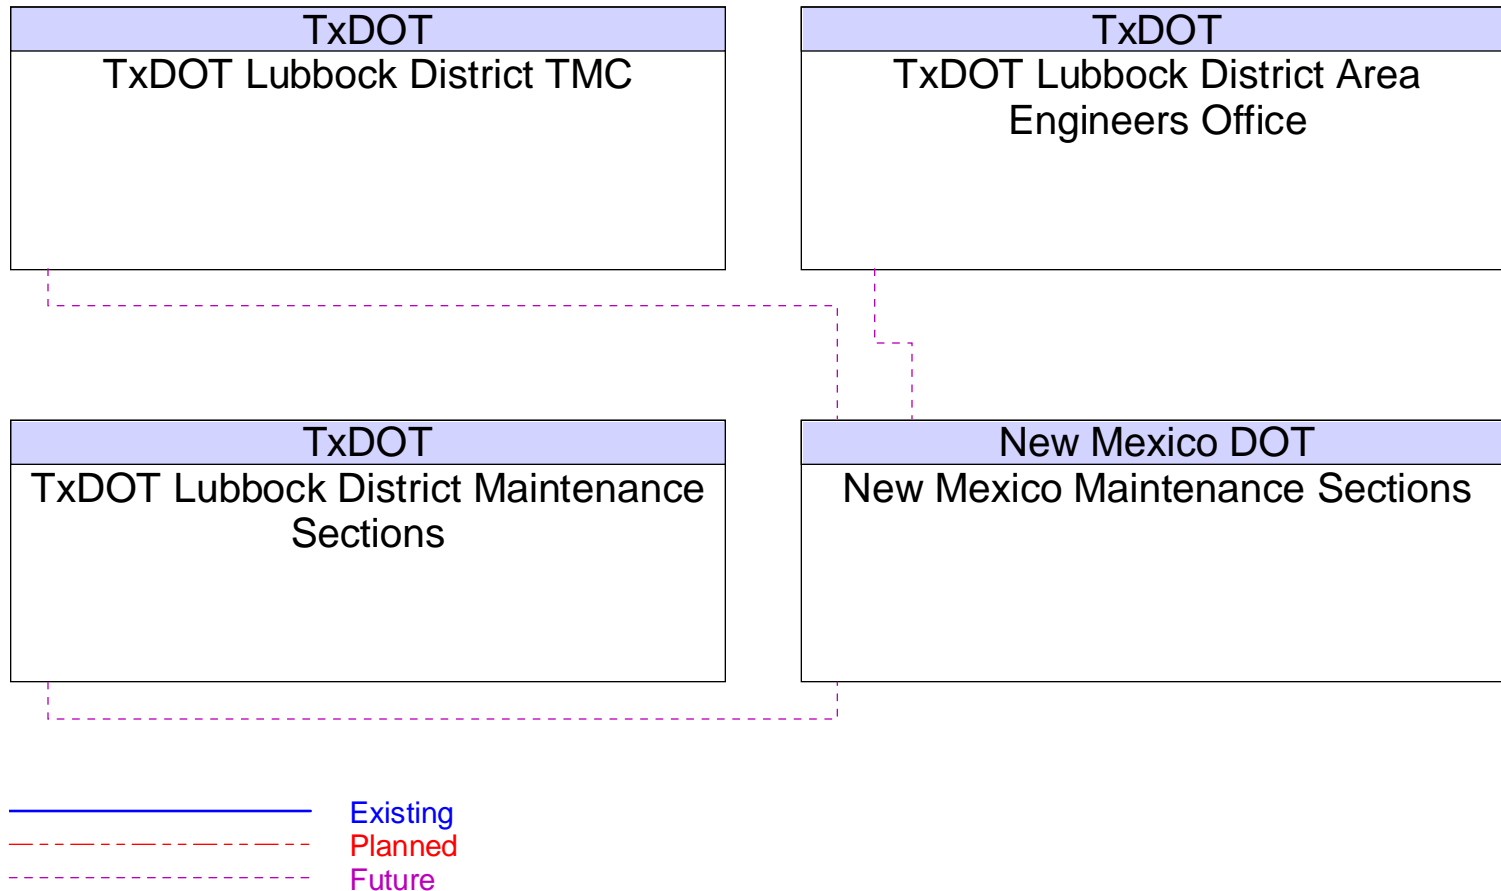 TxDOT
TxDOT Lubbock District TMC
TxDOT
TxDOT Lubbock District Area
Engineers Office
TxDOT
TxDOT Lubbock District Maintenance
Sections
New Mexico DOT
New Mexico Maintenance Sections
Existing
Planned
Future